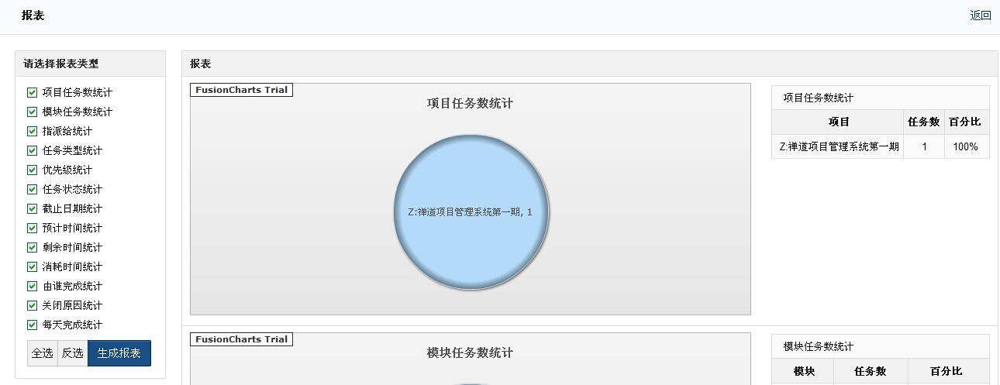 报表
返回
请选择报表类型
项目任务数统计
模块任务数统计
指派给统计
任务类型统计
优先级统计
任务状态统计
截止日期统计
预计时间统计
剩余时间统计
消耗时间统计
由谁完成统计
关闭原因统计
每天完成统计
全选 反选 生成报表
报表
FusionCharts Trial
项目任务数统计
Z:禅道项目管理系统第一期, 1
项目任务数统计
项目 任务数 百分比
Z:禅道项目管理系统第一期 1 100%
FusionCharts Trial
模块任务数统计
模块任务数统计
模块 任务数 百分比